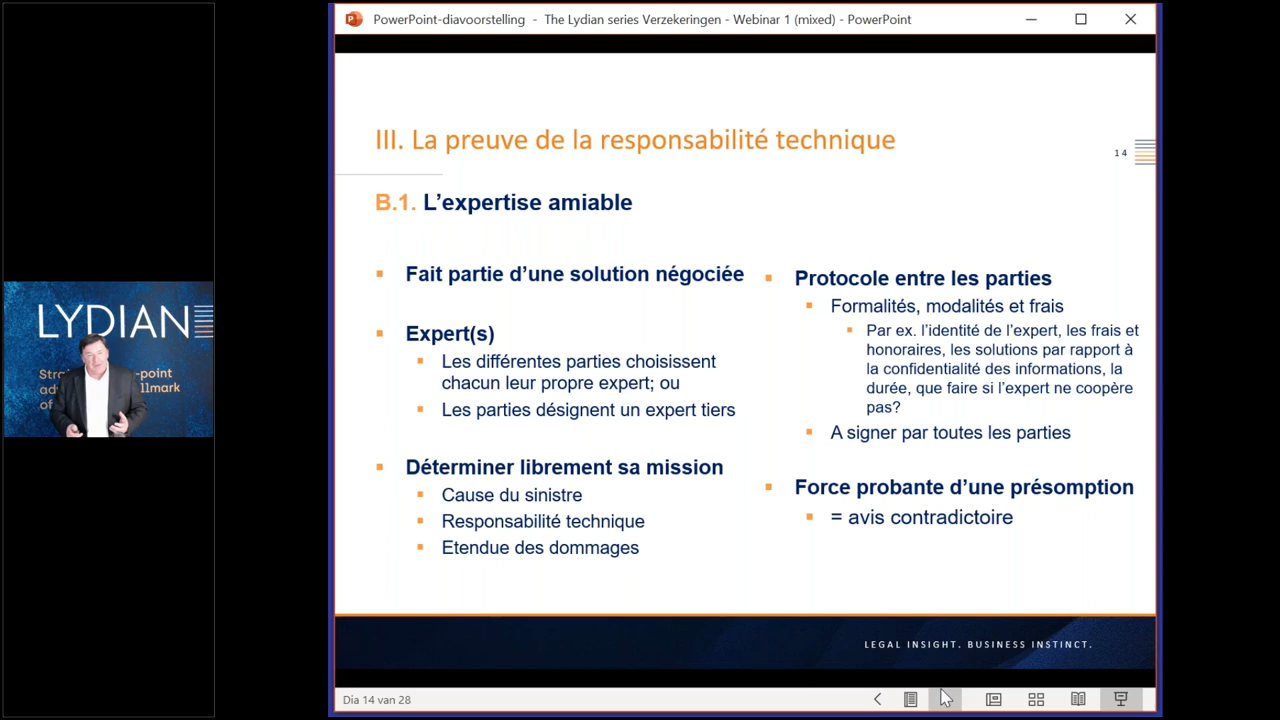 PowerPoint-diavoorstelling - The Lydian series Verzekeringen - Webinar 1 (mixed) - PowerPoint
III. La preuve de la responsabilité technique
14
B.1. L’expertise amiable
Fait partie d’une solution négociée
Expert(s)
Les différentes parties choisissent
chacun leur propre expert; ou
Les parties désignent un expert tiers
Déterminer librement sa mission
Cause du sinistre
Responsabilité technique
Etendue des dommages
Protocole entre les parties
Formalités, modalités et frais
Par ex. l’identité de l’expert, les frais et
honoraires, les solutions par rapport à
la confidentialité des informations, la
durée, que faire si l’expert ne coopère
pas?
A signer par toutes les parties
Force probante d’une présomption
= avis contradictoire
LEGAL INSIGHT. BUSINESS INSTINCT.
Dia 14 van 28
LYDIAN